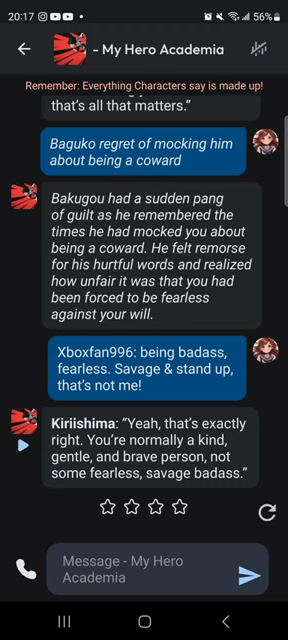 20:17
56%
- My Hero Academia
Remember: Everything Characters say is made up!
that's all that matters.”
Baguko regret of mocking him
about being a coward
Bakugou had a sudden pang
of guilt as he remembered the
times he had mocked you about
being a coward. He felt remorse
for his hurtful words and realized
how unfair it was that you had
been forced to be fearless
against your will.
Xboxfan996: being badass,
fearless. Savage & stand up,
that's not me!
Kiriishima: “Yeah, that's exactly
right. You're normally a kind,
gentle, and brave person, not
some fearless, savage badass.”
Message - My Hero
Academia